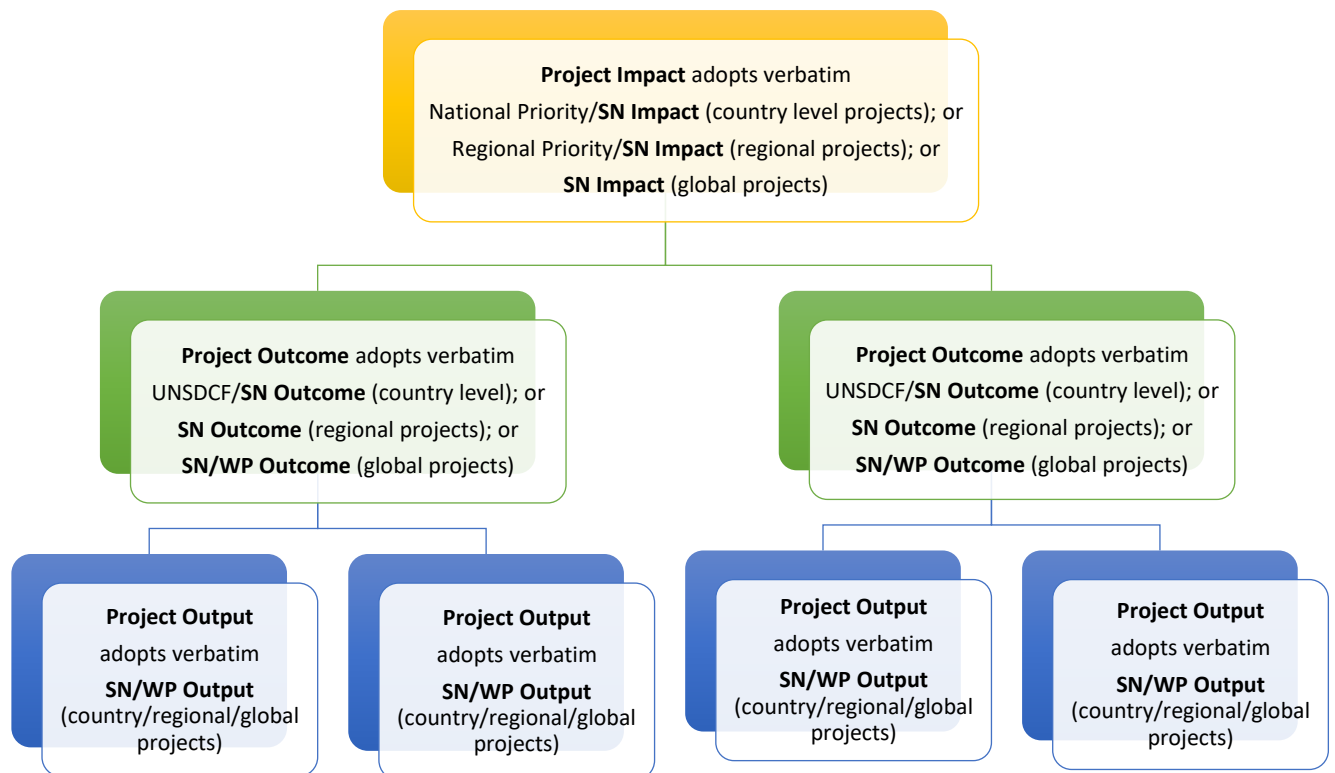 Project Impact adopts verbatim
National Priority/SN Impact (country level projects); or
Regional Priority/SN Impact (regional projects); or
SN Impact (global projects)
Project Outcome adopts verbatim
UNSDCF/SN Outcome (country level); or
SN Outcome (regional projects); or
SN/WP Outcome (global projects)
Project Outcome adopts verbatim
UNSDCF/SN Outcome (country level); or
SN Outcome (regional projects); or
SN/WP Outcome (global projects)
Project Output
adopts verbatim
SN/WP Output
(country/regional/global
projects)
Project Output
adopts verbatim
SN/WP Output
(country/regional/global
projects)
Project Output
adopts verbatim
SN/WP Output
(country/regional/global
projects)
Project Output
adopts verbatim
SN/WP Output
(country/regional/global
projects)